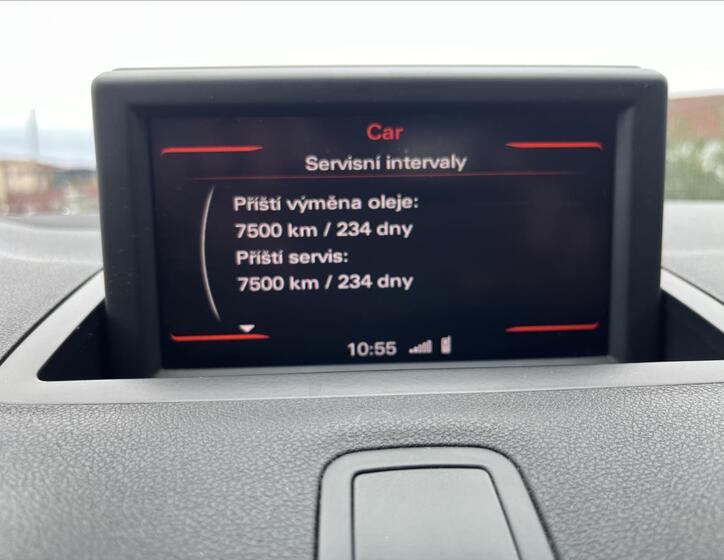 Car
Servisní intervaly
Příští výměna oleje:
7500 km / 234 dny
Příští servis:
7500 km / 234 dny
10:55